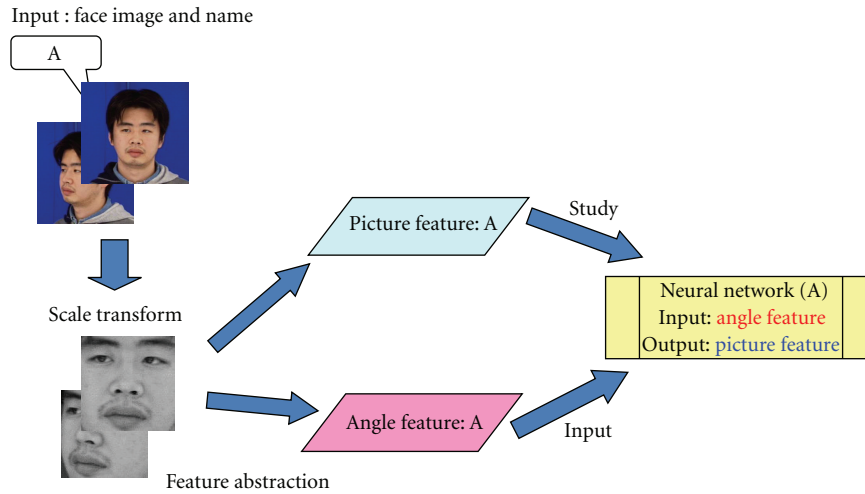 Input : face image and name
A
Picture feature: A
Study
Scale transform
Neural network (A)
Input: angle feature
Output: picture feature
Angle feature: A
Input
Feature abstraction